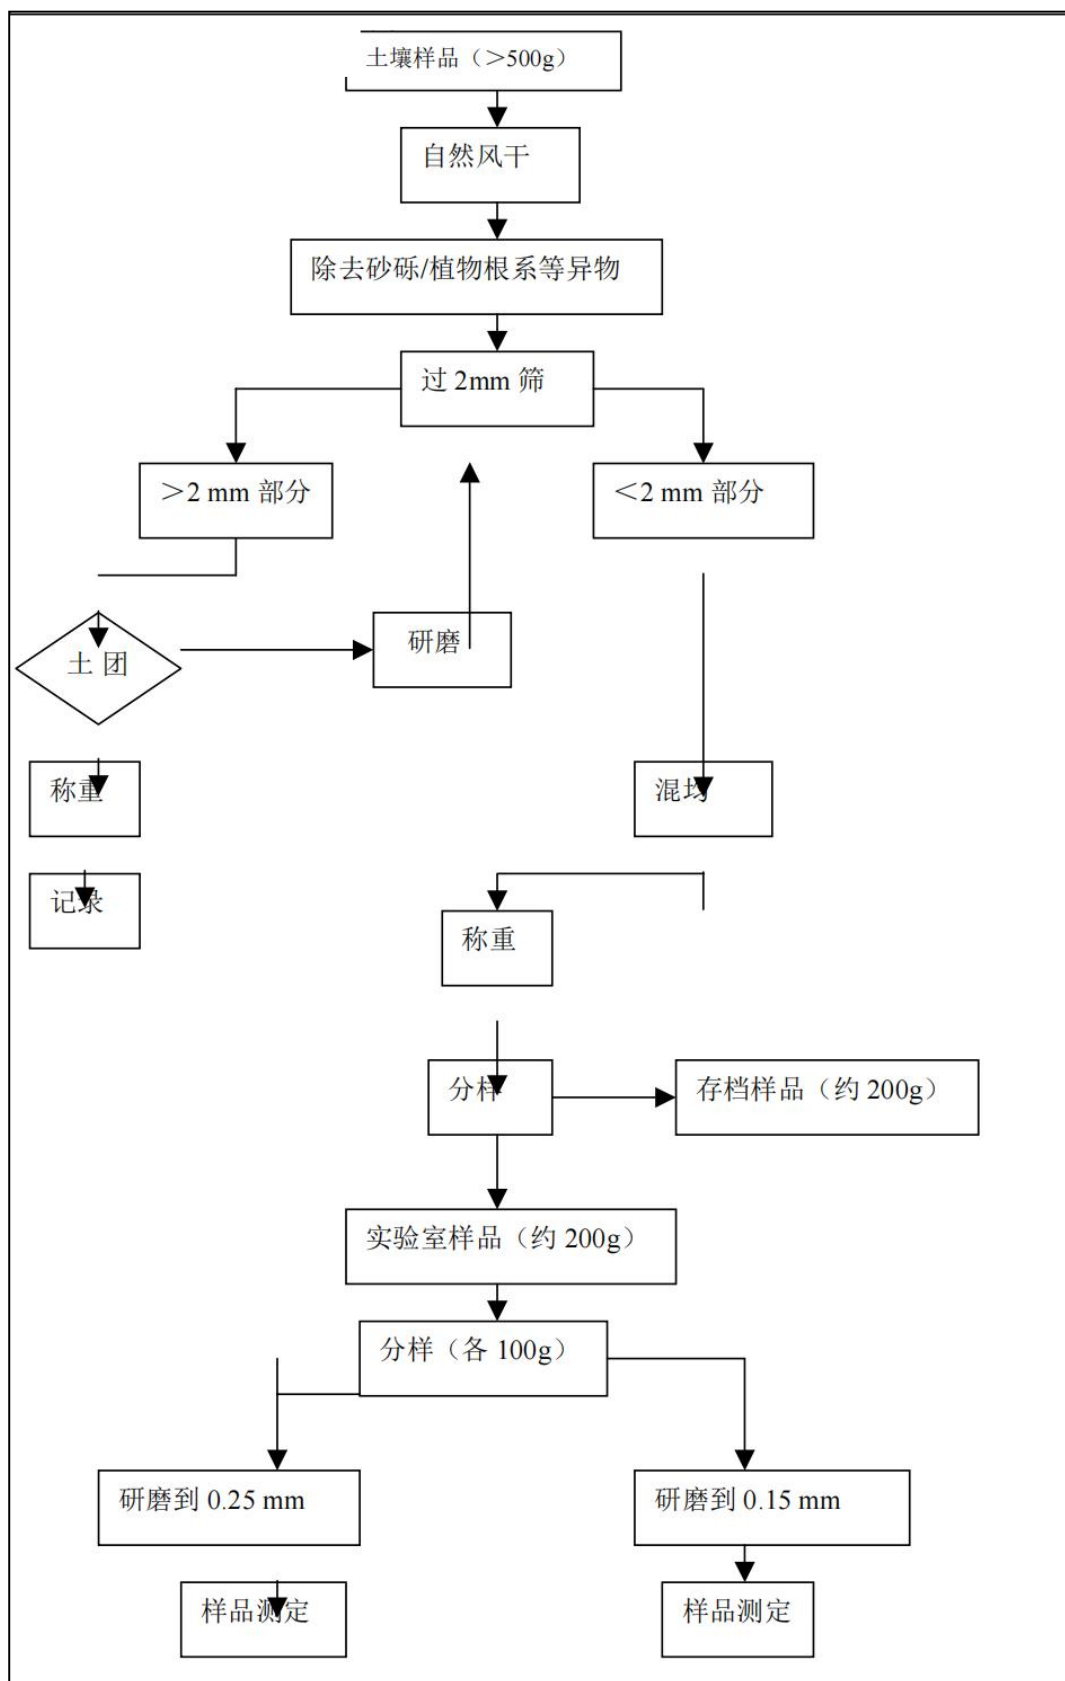 土壤样品（＞500g）
自然风干
除去砂砾/植物根系等异物
过 2mm 筛
＞2 mm 部分
＜2 mm 部分
研磨
土 团
称重
混均
记录
称重
分样
存档样品（约 200g）
实验室样品（约 200g）
分样（各 100g）
研磨到 0.25 mm
研磨到 0.15 mm
样品测定
样品测定